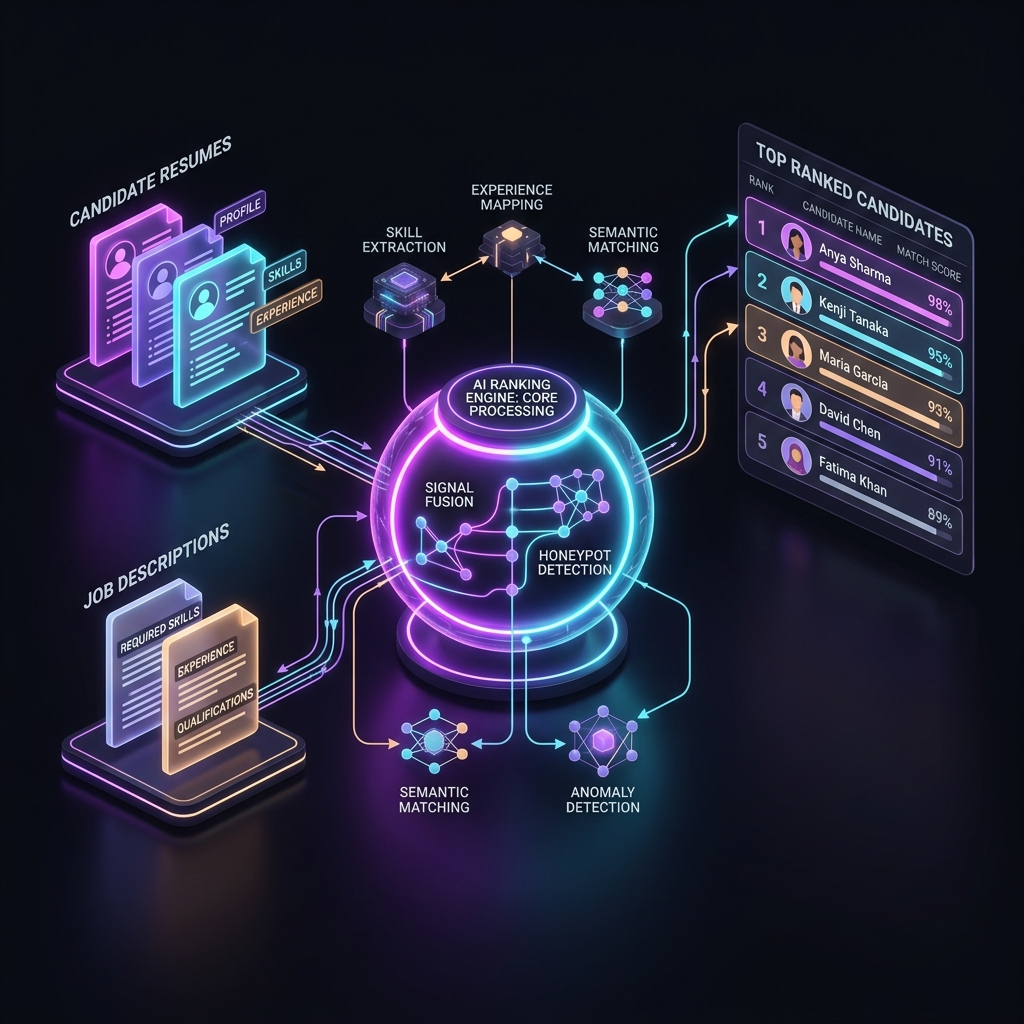 CANDIDATE RESUMES
PROFILE
SKILLS
EXPERIENCE
EXPERIENCE
MAPPING
SKILL
EXTRACTION
SEMANTIC
MATCHING
TOP RANKED CANDIDATES
RANK
CANDIDATE NAME
MATCH SCORE
1
Anya Sharma
98%
2
Kenji Tanaka
95%
3
Maria Garcla
93%
4
David Chen
91%
5
Fatima Khan
89%
AI RANKING
ENGINE: CORE
PROCESSING
SIGNAL
FUSION
HONEYPOT
DETECTION
JOB DESCRIPTIONS
REQUIRED SKILLS
EXPERIENCE
QUALIFICATIONS
SEMANTIC
MATCHING
ANOMALY
DETECTION